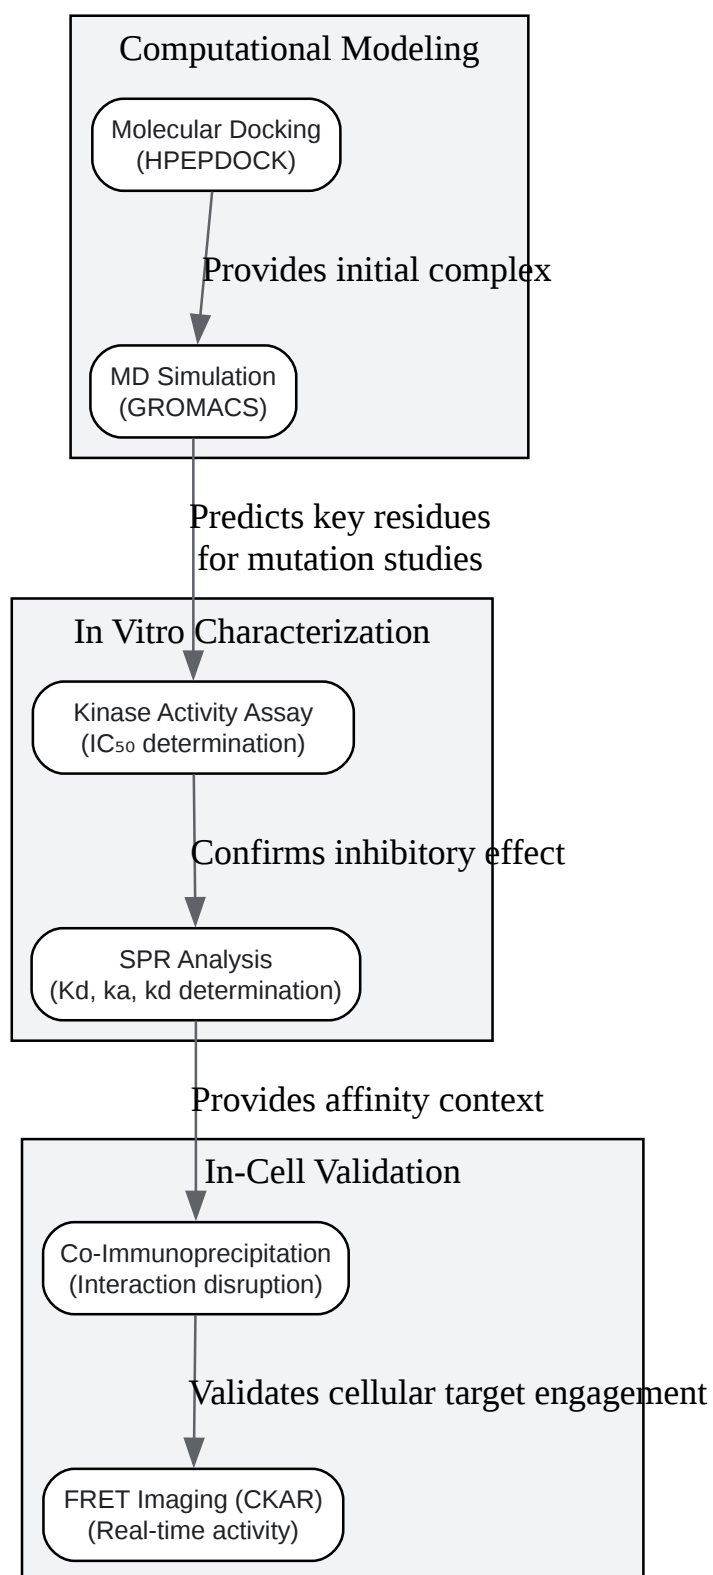 Computational Modeling
Molecular Docking
(HPEPDOCK)
Provides initial complex
MD Simulation
(GROMACS)
Predicts key residues
for mutation studies
In Vitro Characterization
Kinase Activity Assay
(IC₅₀ determination)
Confirms inhibitory effect
SPR Analysis
(Kd, ka, kd determination)
Provides affinity context
In-Cell Validation
Co-Immunoprecipitation
(Interaction disruption)
Validates cellular target engagement
FRET Imaging (CKAR)
(Real-time activity)